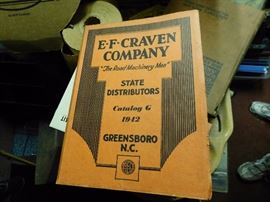 E·F·CRAVEN
COMPANY
"The Road Machinery Men"
STATE
DISTRIBUTORS
Catalog G
1942
GREENSBORO
N.C.